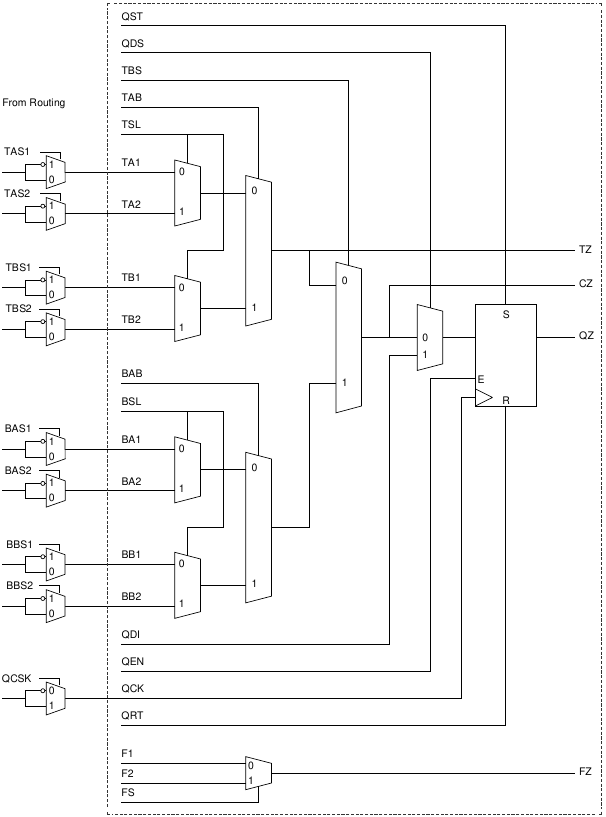 QST
QDS
TBS
From Routing
TAB
TSL
TAS1
1
0
TA1
0
TAS2
1
0
TA2
1
0
TZ
TBS1
1
0
TB1
0
0
CZ
TBS2
1
0
TB2
1
1
S
0
QZ
1
BAB
1
E
BSL
R
BAS1
1
0
BA1
0
BAS2
1
0
BA2
1
0
BBS1
1
0
BB1
0
BBS2
1
0
BB2
1
1
QDI
QEN
QCSK
0
1
QCK
QRT
F1
0
F2
1
FZ
FS